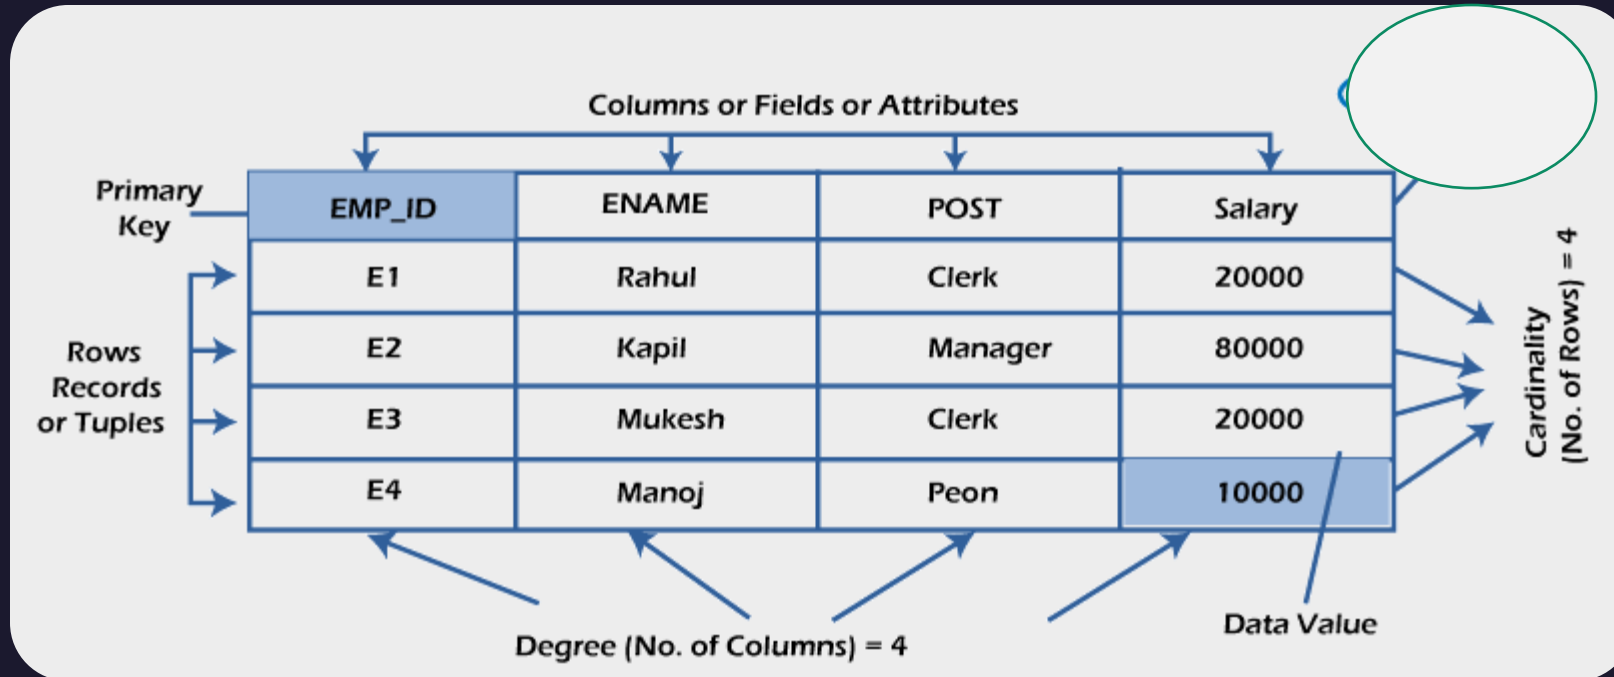 Columns or Fields or Attributes
Primary
Key
EMP_ID ENAME POST Salary
E1 Rahul Clerk 20000
E2 Kapil Manager 80000
E3 Mukesh Clerk 20000
E4 Manoj Peon 10000
Rows
Records
or Tuples
Cardinality
(No. of Rows) = 4
Data Value
Degree (No. of Columns) = 4